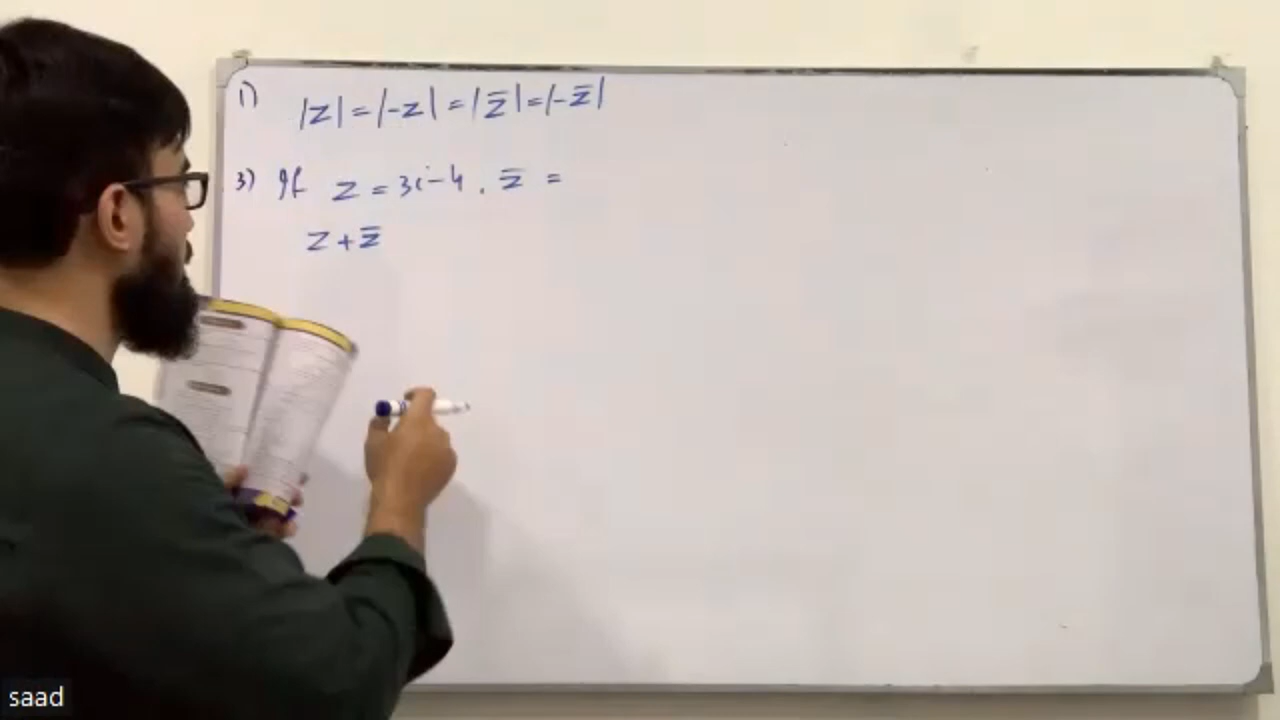 1) |z| = |-z| = |z̅| = |-z̅|
3) If z = 3i-4, z̅ =
z + z̅
saad